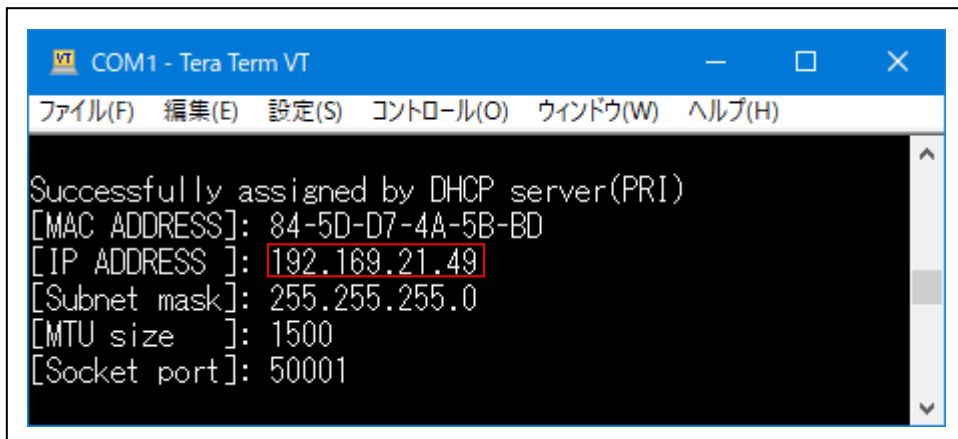 COM1 - Tera Term VT
ファイル(F) 編集(E) 設定(S) コントロール(O) ウィンドウ(W) ヘルプ(H)
Successfully assigned by DHCP server(PRI)
[MAC ADDRESS]: 84-5D-D7-4A-5B-BD
[IP ADDRESS ]: 192.169.21.49
[Subnet mask]: 255.255.255.0
[MTU size   ]: 1500
[Socket port]: 50001